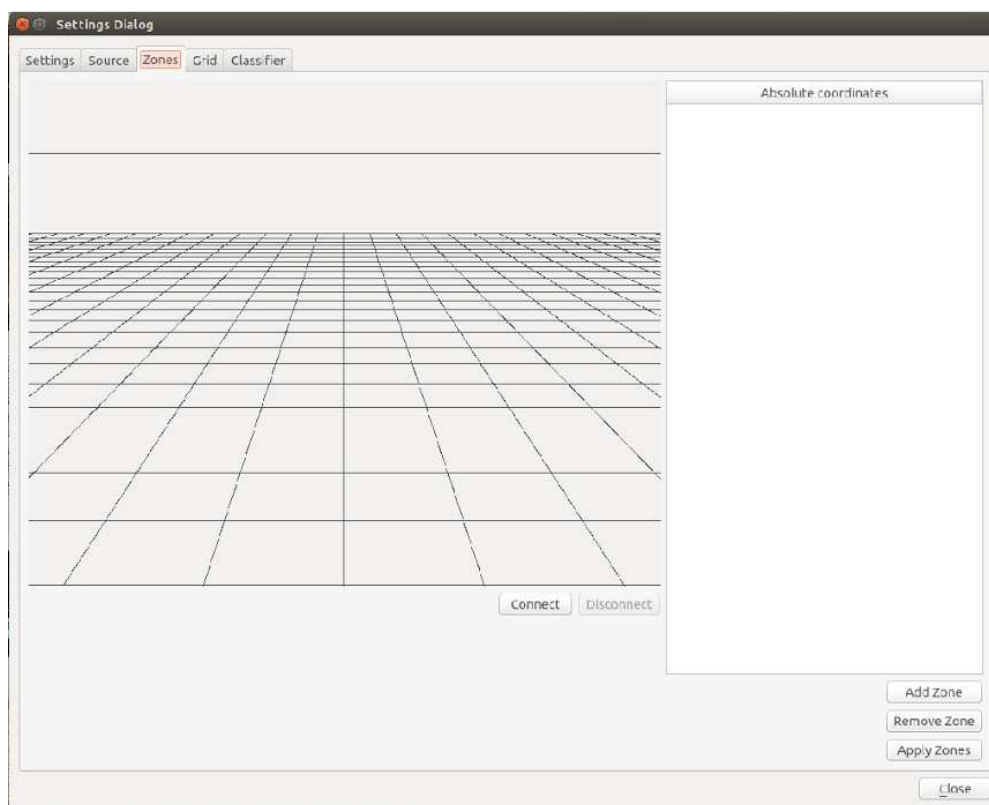 Settings Dialog
Settings Source Zones Grid Classifier
Absolute coordinates
Connect Disconnect
Add Zone
Remove Zone
Apply Zones
Close